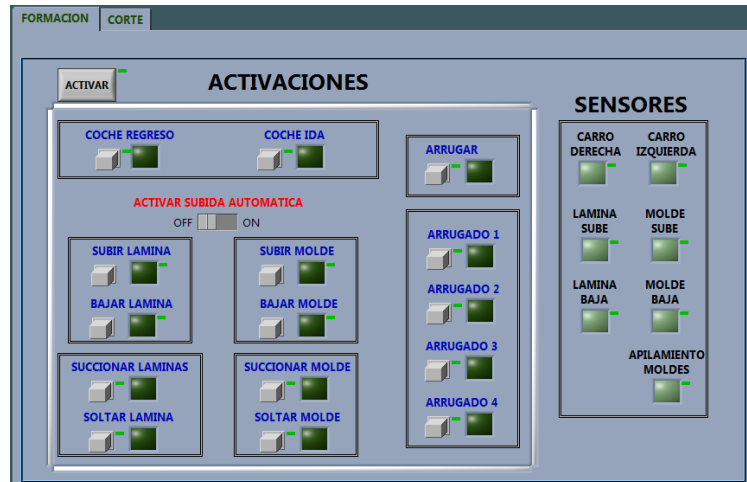 FORMACION
CORTE
ACTIVAR
ACTIVACIONES
COCHE REGRESO
COCHE IDA
ARRUGAR
ACTIVAR SUBIDA AUTOMATICA
OFF
ON
SUBIR LAMINA
SUBIR MOLDE
BAJAR LAMINA
BAJAR MOLDE
SUCCIONAR LAMINAS
SUCCIONAR MOLDE
SOLTAR LAMINA
SOLTAR MOLDE
ARRUGADO 1
ARRUGADO 2
ARRUGADO 3
ARRUGADO 4
SENSORES
CARRO
DERECHA
CARRO
IZQUIERDA
LAMINA
SUBE
MOLDE
SUBE
LAMINA
BAJA
MOLDE
BAJA
APILAMIENTO
MOLDES